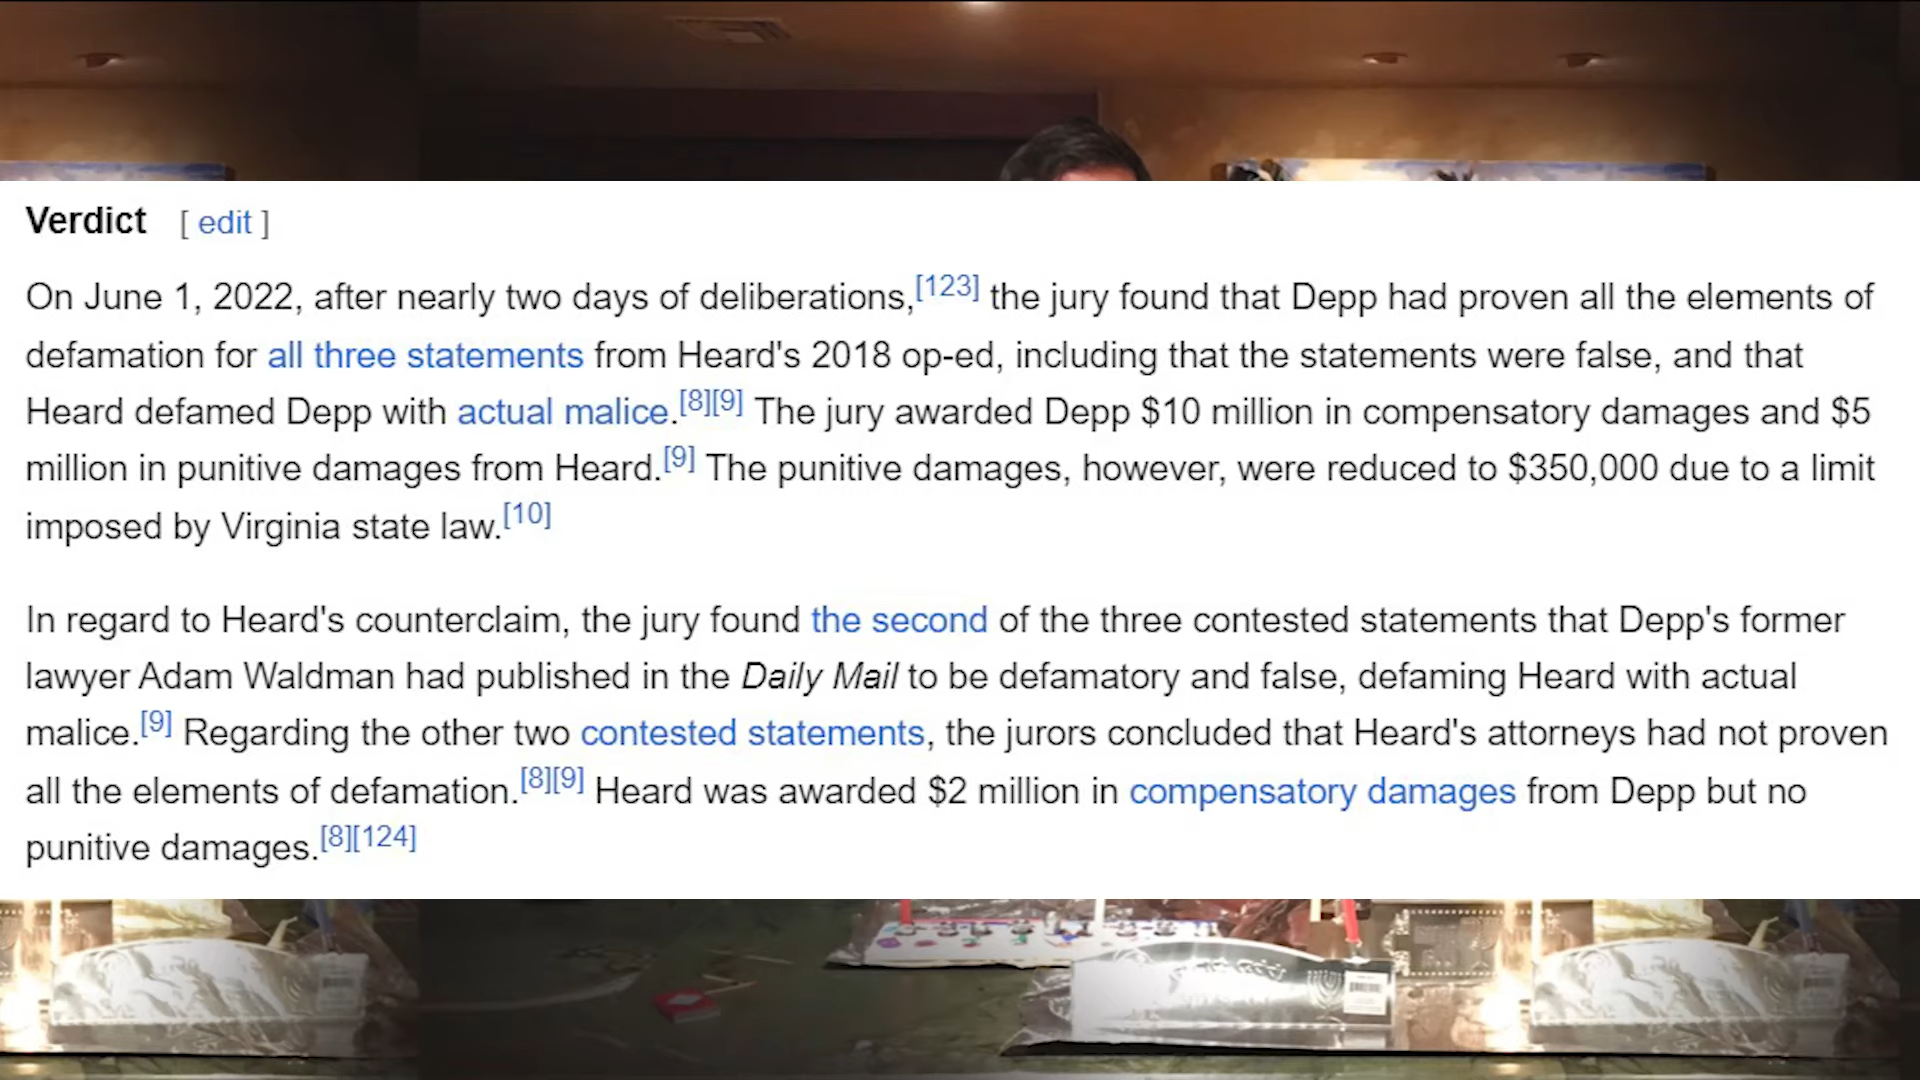 Verdict [ edit ]
On June 1, 2022, after nearly two days of deliberations,[123] the jury found that Depp had proven all the elements of
defamation for all three statements from Heard's 2018 op-ed, including that the statements were false, and that
Heard defamed Depp with actual malice.[8][9] The jury awarded Depp $10 million in compensatory damages and $5
million in punitive damages from Heard.[9] The punitive damages, however, were reduced to $350,000 due to a limit
imposed by Virginia state law.[10]
In regard to Heard's counterclaim, the jury found the second of the three contested statements that Depp's former
lawyer Adam Waldman had published in the Daily Mail to be defamatory and false, defaming Heard with actual
malice.[9] Regarding the other two contested statements, the jurors concluded that Heard's attorneys had not proven
all the elements of defamation.[8][9] Heard was awarded $2 million in compensatory damages from Depp but no
punitive damages.[8][124]